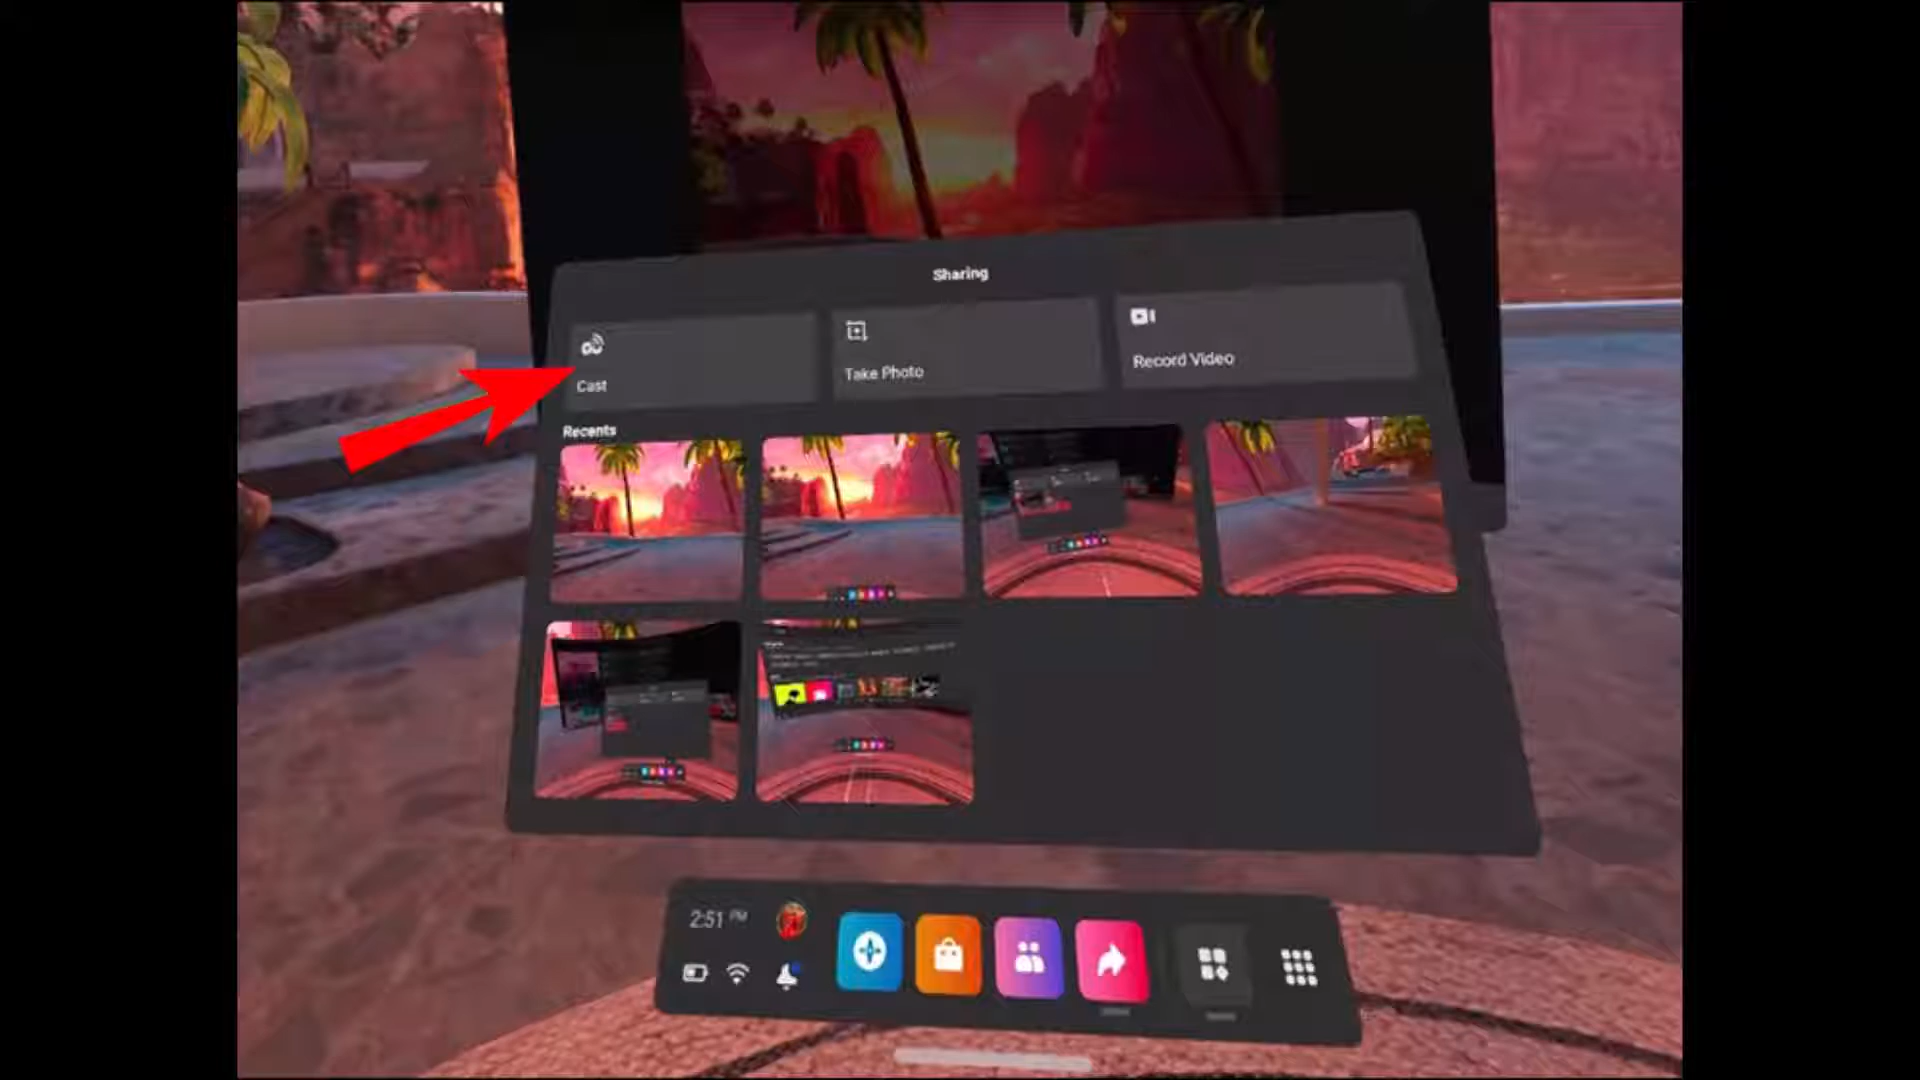 Sharing
Cast
Take Photo
Record Video
Recents
2:51 PM